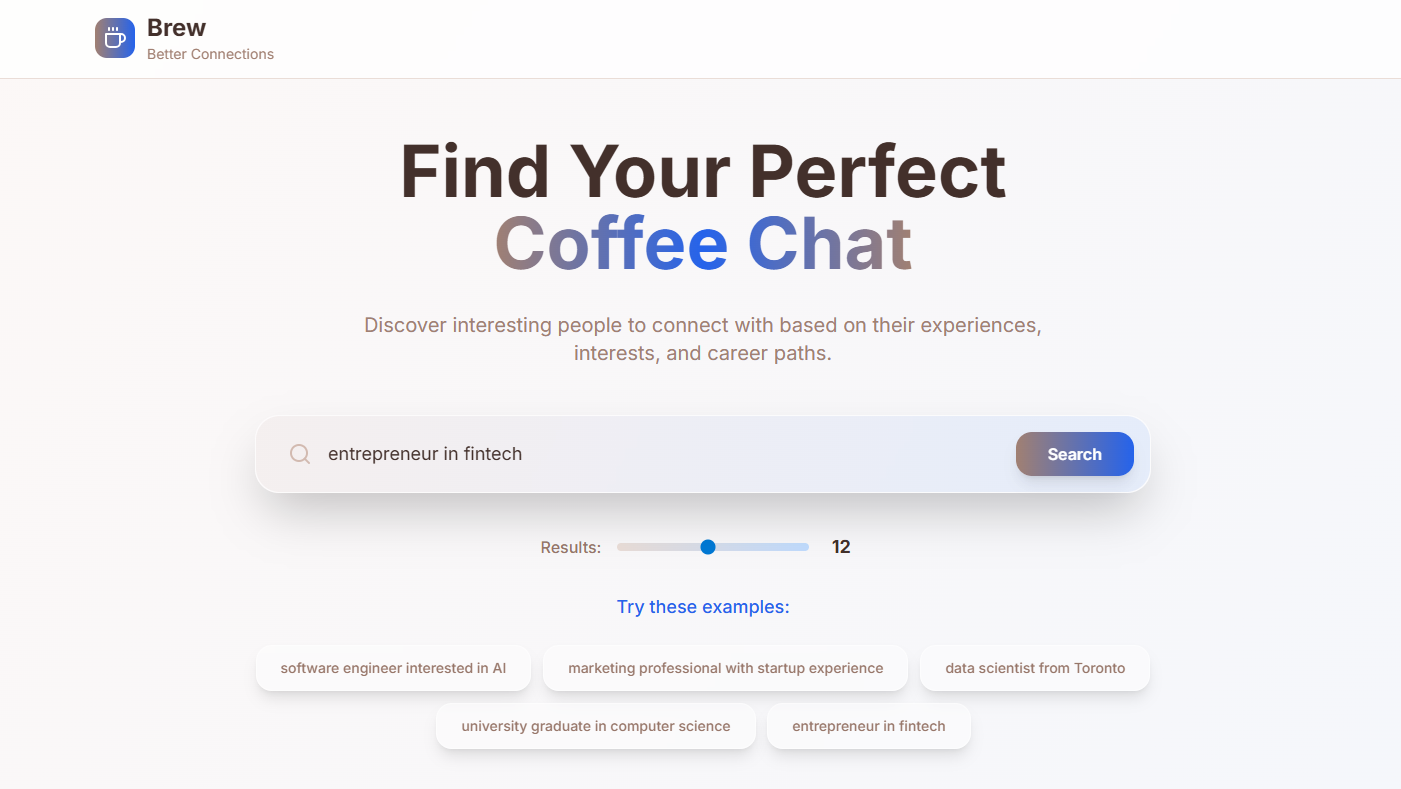 Brew
Better Connections
Find Your Perfect
Coffee Chat
Discover interesting people to connect with based on their experiences,
interests, and career paths.
entrepreneur in fintech
Search
Results:
12
Try these examples:
software engineer interested in AI
marketing professional with startup experience
data scientist from Toronto
university graduate in computer science
entrepreneur in fintech